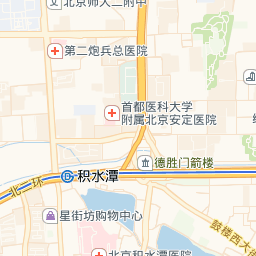 北京师大二附中
第二炮兵总医院
首都医科大学
附属北京安定医院
德胜门箭楼
积水潭
北二环
星街坊购物中心
鼓楼西大街
北京积水潭医院